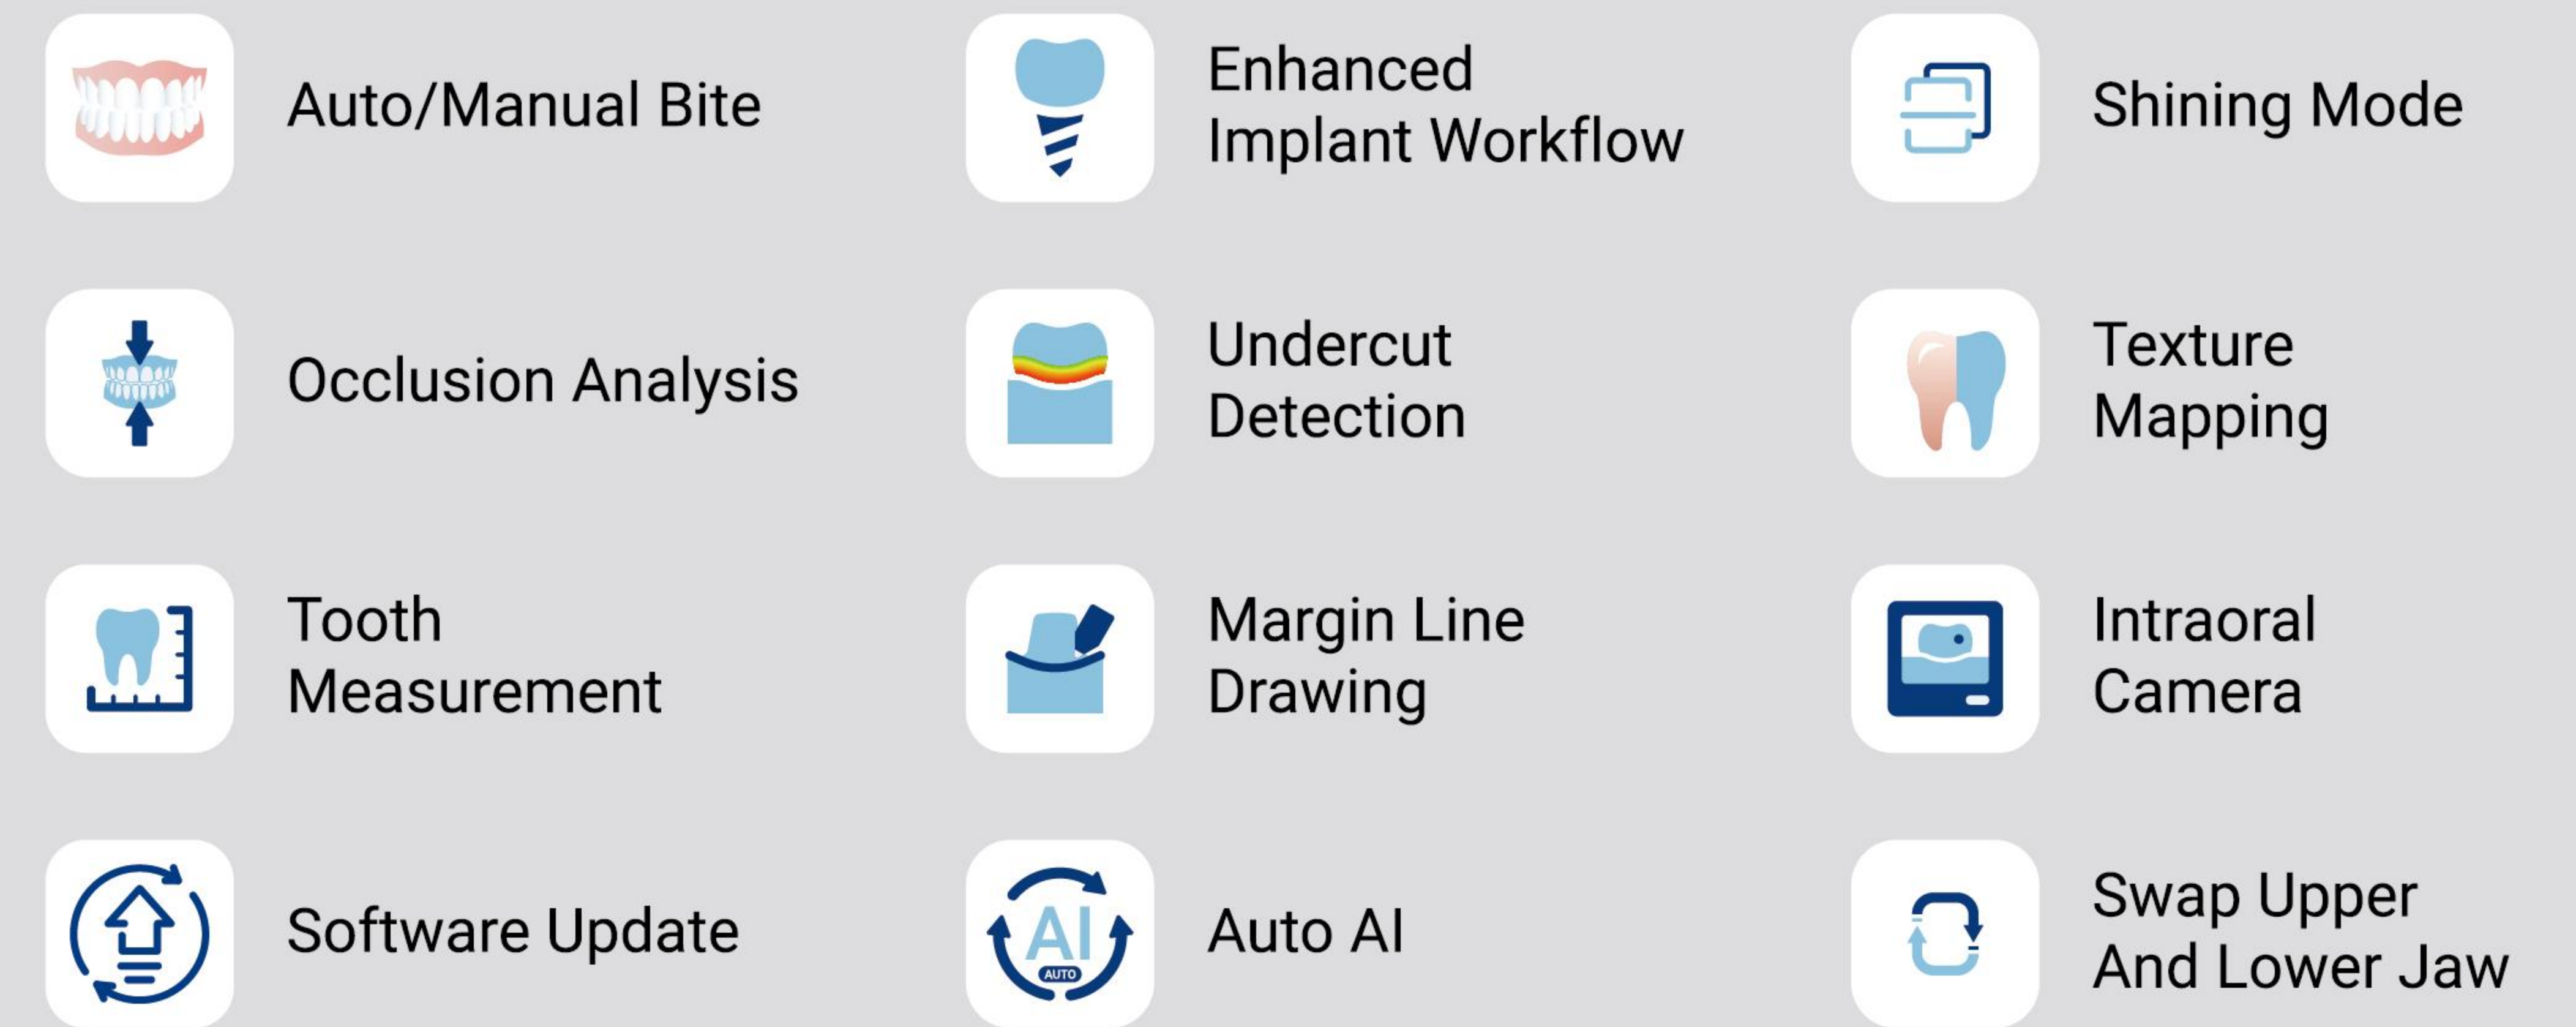 Auto/Manual Bite
Enhanced
Implant Workflow
Shining Mode
Occlusion Analysis
Undercut
Detection
Texture
Mapping
Tooth
Measurement
Margin Line
Drawing
Intraoral
Camera
Software Update
AI
AUTO
Auto AI
Swap Upper
And Lower Jaw